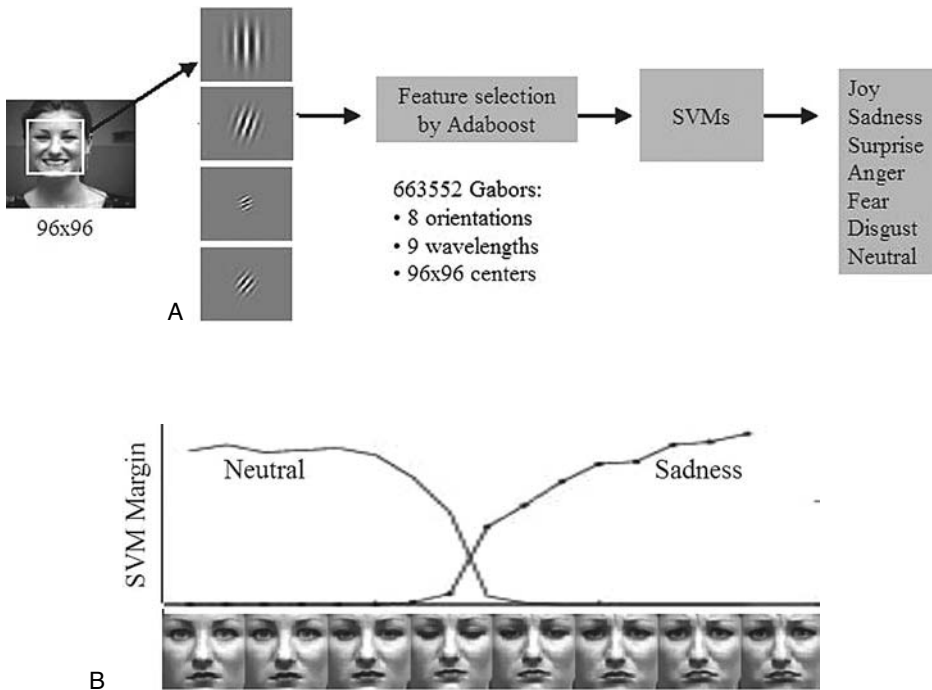 96x96
A
Feature selection
by Adaboost
663552 Gabors:
• 8 orientations
• 9 wavelengths
• 96x96 centers
SVMs
Joy
Sadness
Surprise
Anger
Fear
Disgust
Neutral
SVM Margin
Neutral
Sadness
B